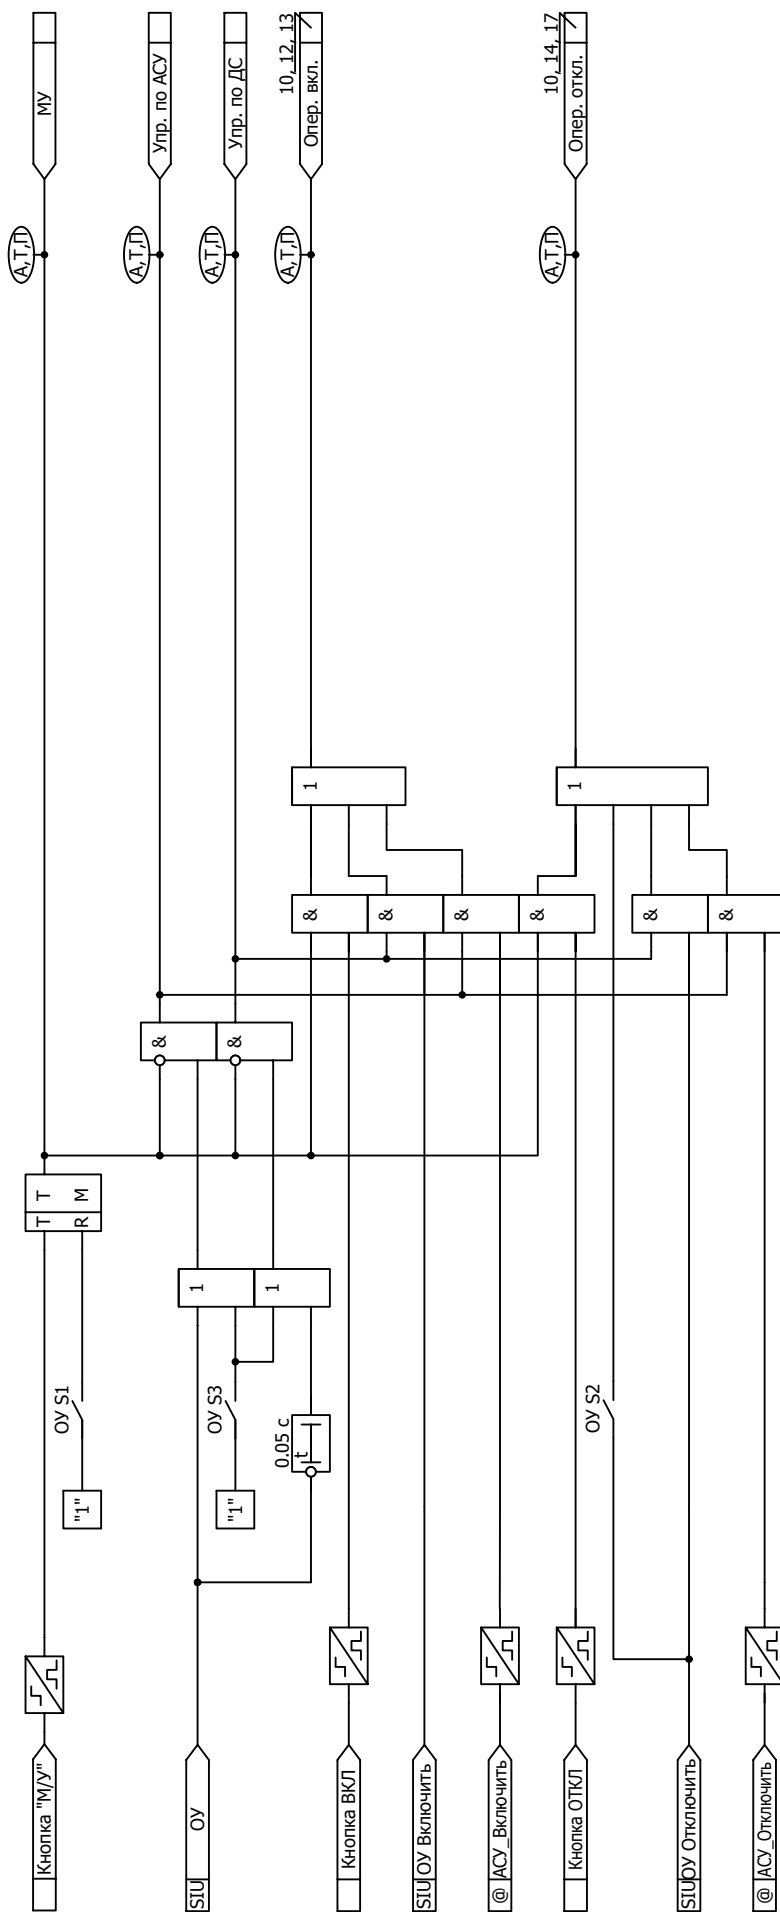 МУ
Упр. по АСУ
Упр. по ДС
10, 12, 13
Опер. вкл.
10, 14, 17
Опер. откл.
А,Т,П
А,Т,П
А,Т,П
А,Т,П
А,Т,П
1
1
&
&
&
&
&
&
&
&
T T
R M
1
1
ОУ S1
ОУ S3
ОУ S2
0.05 с
t
"1"
"1"
Кнопка "М/У"
SIU ОУ
Кнопка ВКЛ
SIU ОУ Включить
@ АСУ_Включить
Кнопка ОТКЛ
SIU ОУ Отключить
@ АСУ_Отключить